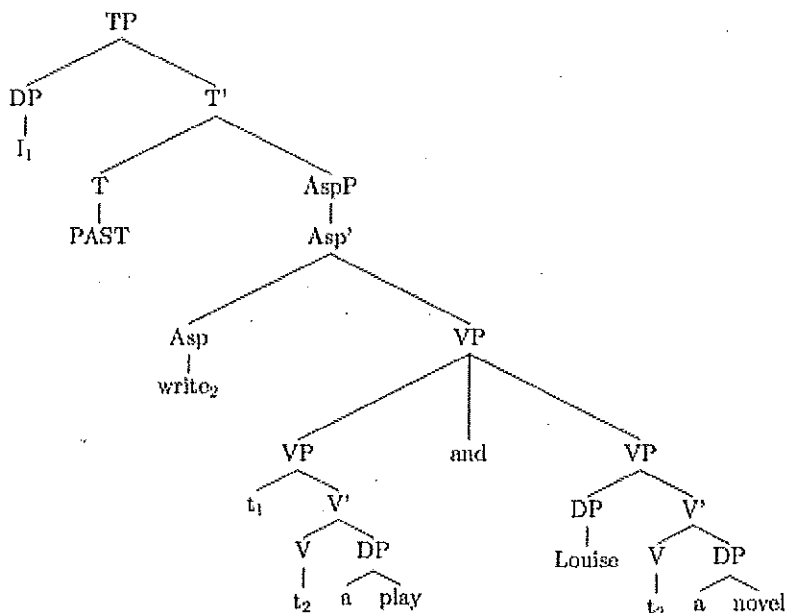 TP
DP T'
I₁
T AspP
PAST Asp'
Asp VP
write₂
VP and VP
t₁ V' DP V'
V DP Louise V DP
t₂ a play t₂ a novel